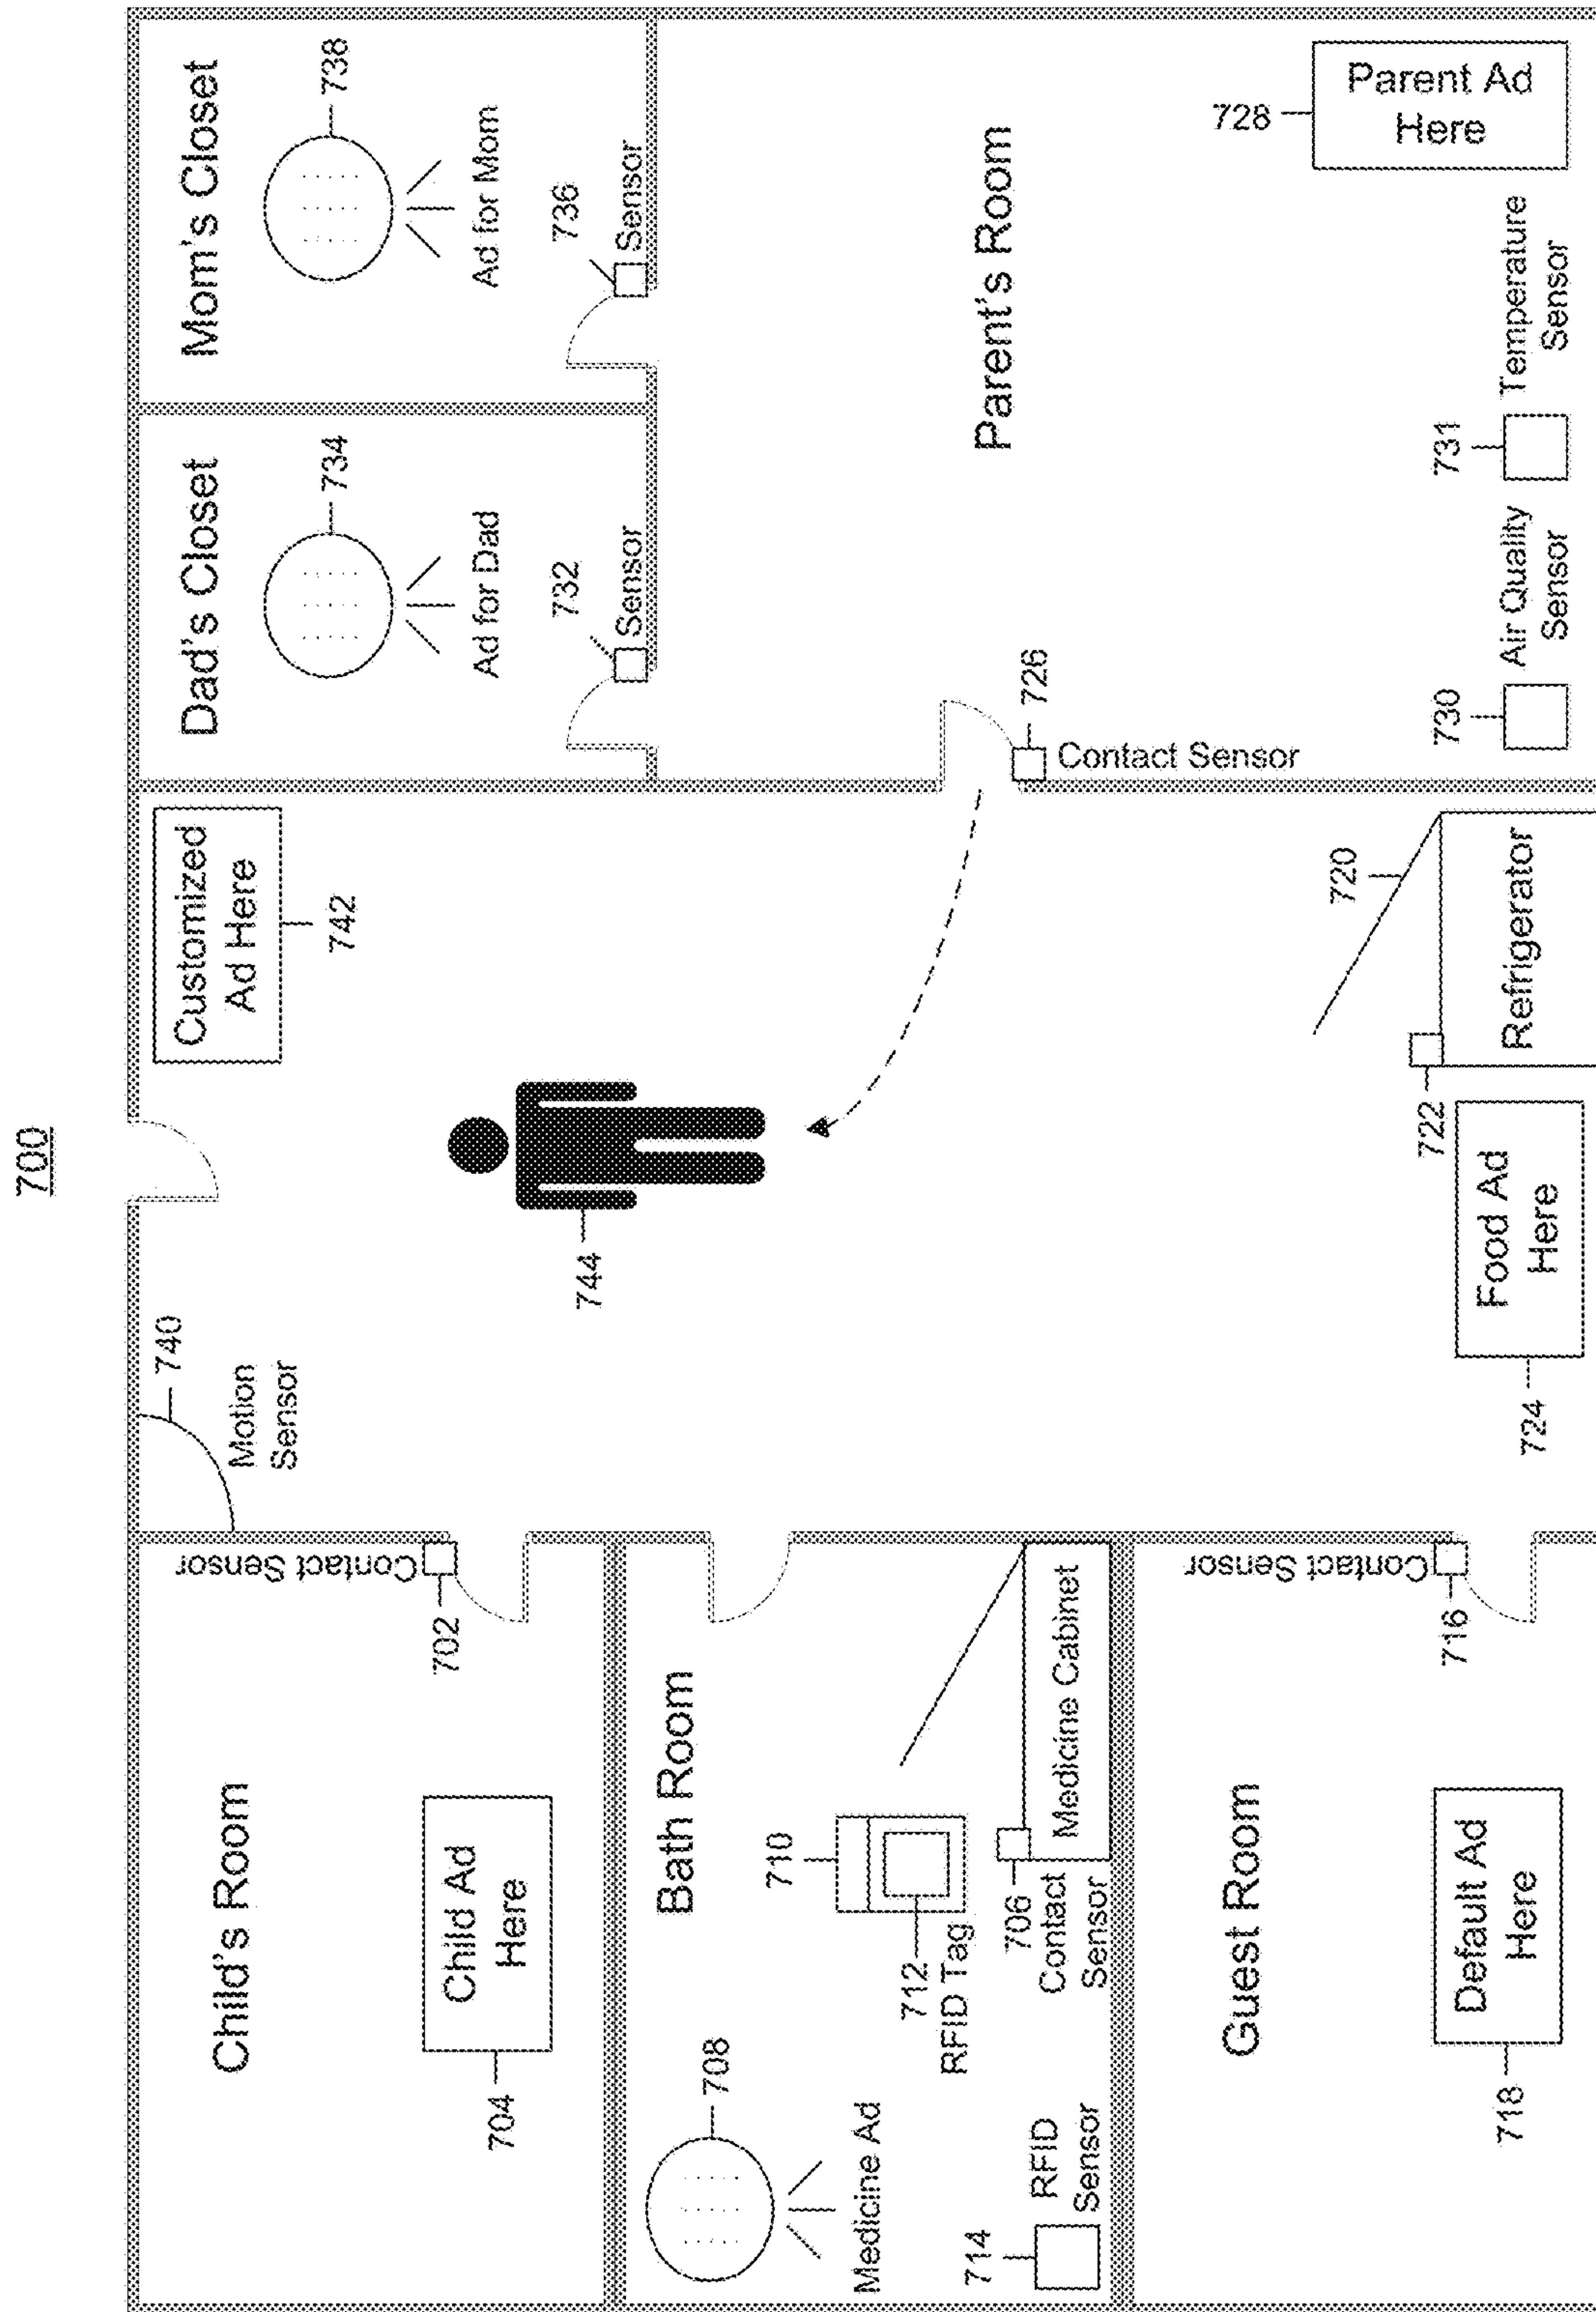 700
Child's Room
Child Ad
Here
704
702
Contact Sensor
740
Motion
Sensor
Customized
Ad Here
742
744
Dad's Closet
734
Ad for Dad
732
Sensor
Mom's Closet
738
Ad for Mom
736
Sensor
Bath Room
708
Medicine Ad
714
RFID
Sensor
710
712
RFID Tag
706
Contact
Sensor
Medicine Cabinet
Guest Room
Default Ad
Here
718
716
Contact Sensor
724
Food Ad
Here
722
720
Refrigerator
Parent's Room
726
Contact Sensor
730
Air Quality
Sensor
731
Temperature
Sensor
728
Parent Ad
Here